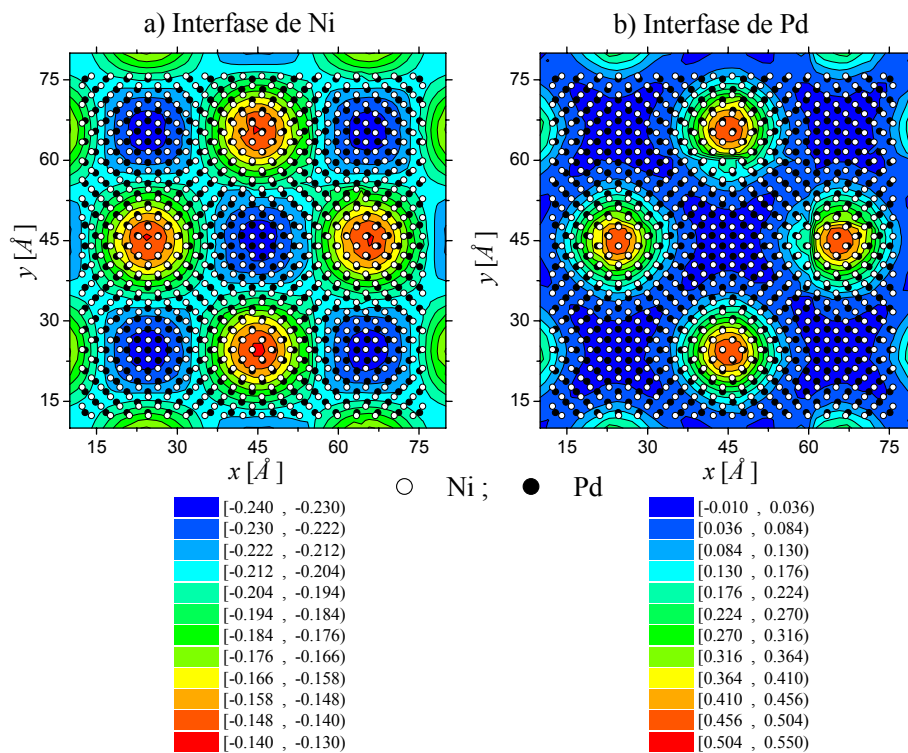 a) Interfase de Ni
b) Interfase de Pd
75
60
45
30
15
y [Å]
15 30 45 60 75
x [Å]
75
60
45
30
15
y [Å]
15 30 45 60 75
x [Å]
Ni ; Pd
[-0.240 , -0.230)
[-0.230 , -0.222)
[-0.222 , -0.212)
[-0.212 , -0.204)
[-0.204 , -0.194)
[-0.194 , -0.184)
[-0.184 , -0.176)
[-0.176 , -0.166)
[-0.166 , -0.158)
[-0.158 , -0.148)
[-0.148 , -0.140)
[-0.140 , -0.130)
[-0.010 , 0.036)
[0.036 , 0.084)
[0.084 , 0.130)
[0.130 , 0.176)
[0.176 , 0.224)
[0.224 , 0.270)
[0.270 , 0.316)
[0.316 , 0.364)
[0.364 , 0.410)
[0.410 , 0.456)
[0.456 , 0.504)
[0.504 , 0.550)